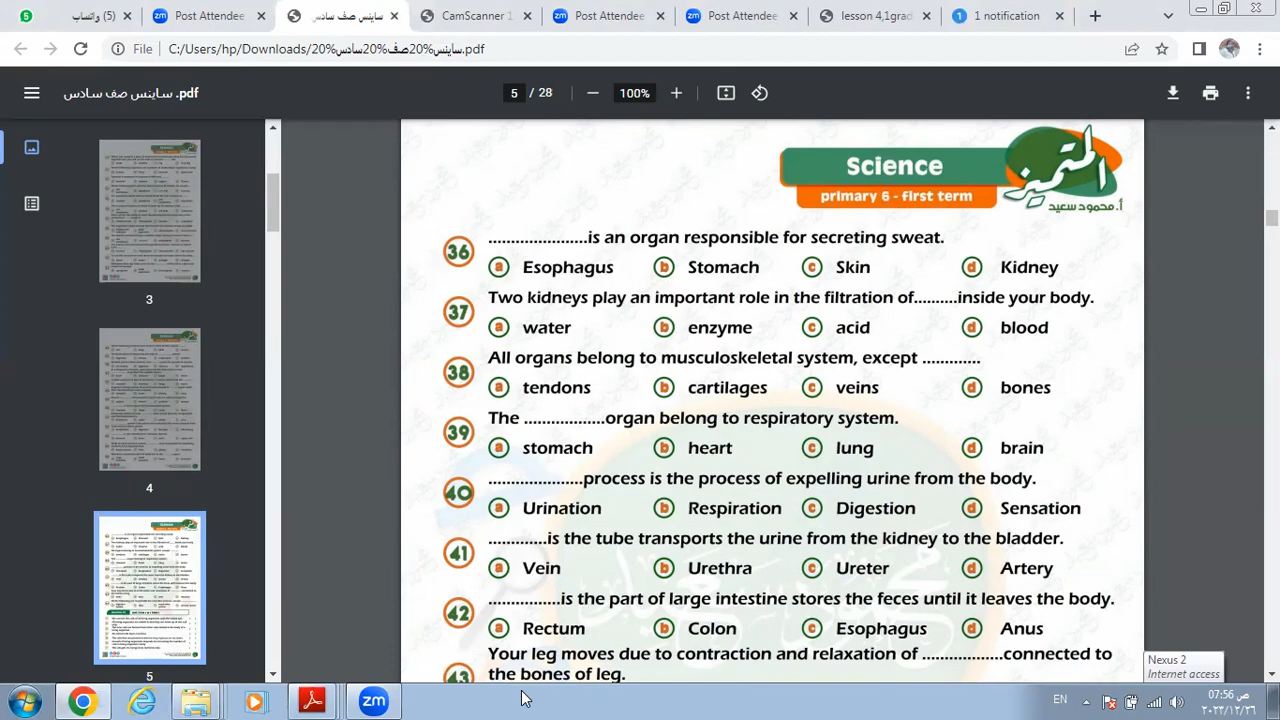 واتساب (5)
Post Attendee
ساينس صف سادس
CamScanner 1
Post Attendee
Post Attendee
lesson 4,1grad
1 notification
File
C:/Users/hp/Downloads/20%ساينس%20صف%20سادس.pdf
ساينس صف سادس .pdf
5 / 28
100%
3
4
5
Science
primary 6 - first term
أ. محمود سعيد
36 ......................is an organ responsible for secreting sweat.
a Esophagus b Stomach c Skin d Kidney
37 Two kidneys play an important role in the filtration of..........inside your body.
a water b enzyme c acid d blood
38 All organs belong to musculoskeletal system, except .............
a tendons b cartilages c veins d bones
39 The ..................organ belong to respiratory system.
a stomach b heart c lung d brain
40 .....................process is the process of expelling urine from the body.
a Urination b Respiration c Digestion d Sensation
41 .............is the tube transports the urine from the kidney to the bladder.
a Vein b Urethra c Ureter d Artery
42 ................is the part of large intestine stores the feces until it leaves the body.
a Rectum b Colon c Esophagus d Anus
43 Your leg moves due to contraction and relaxation of ..................connected to
the bones of leg.
Nexus 2
Internet access
EN
07:56 ص
٢٠٢٣/١٢/٢٦